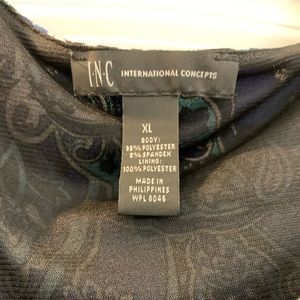 I·N·C INTERNATIONAL CONCEPTS
XL
BODY:
95% POLYESTER
5% SPANDEX
LINING:
100% POLYESTER
MADE IN
PHILIPPINES
WPL 8046